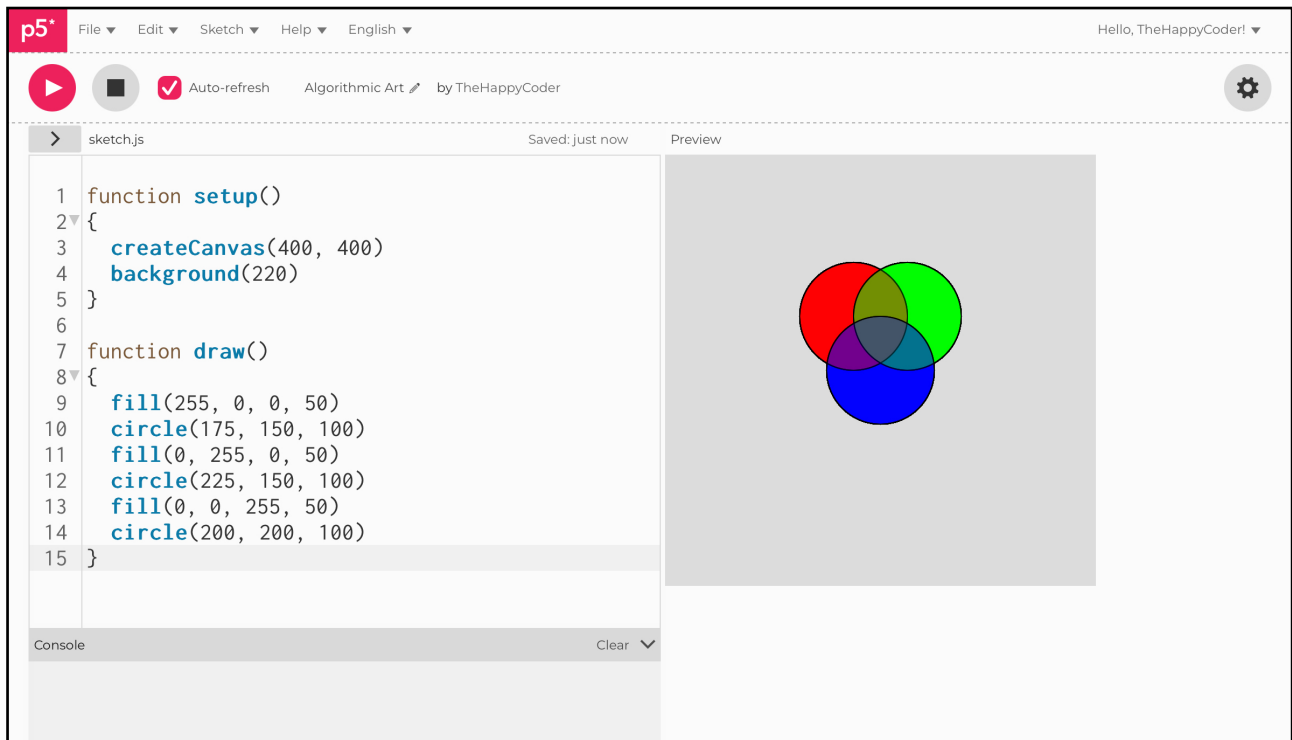 p5* File Edit Sketch Help English Hello, TheHappyCoder!
Auto-refresh Algorithmic Art by TheHappyCoder
sketch.js Saved: just now Preview
1 function setup()
2 {
3   createCanvas(400, 400)
4   background(220)
5 }
6
7 function draw()
8 {
9   fill(255, 0, 0, 50)
10   circle(175, 150, 100)
11   fill(0, 255, 0, 50)
12   circle(225, 150, 100)
13   fill(0, 0, 255, 50)
14   circle(200, 200, 100)
15 }
Console Clear